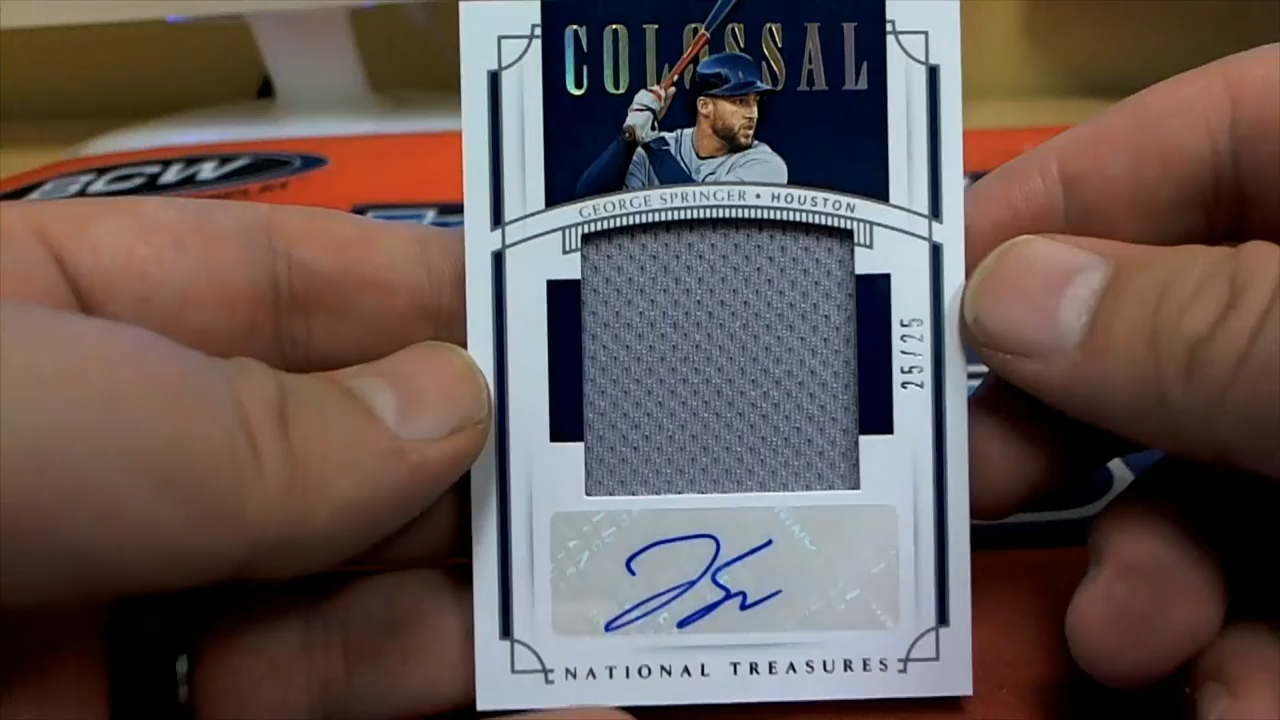 COLOSSAL
BCW
GEORGE SPRINGER • HOUSTON
25/25
NATIONAL TREASURES